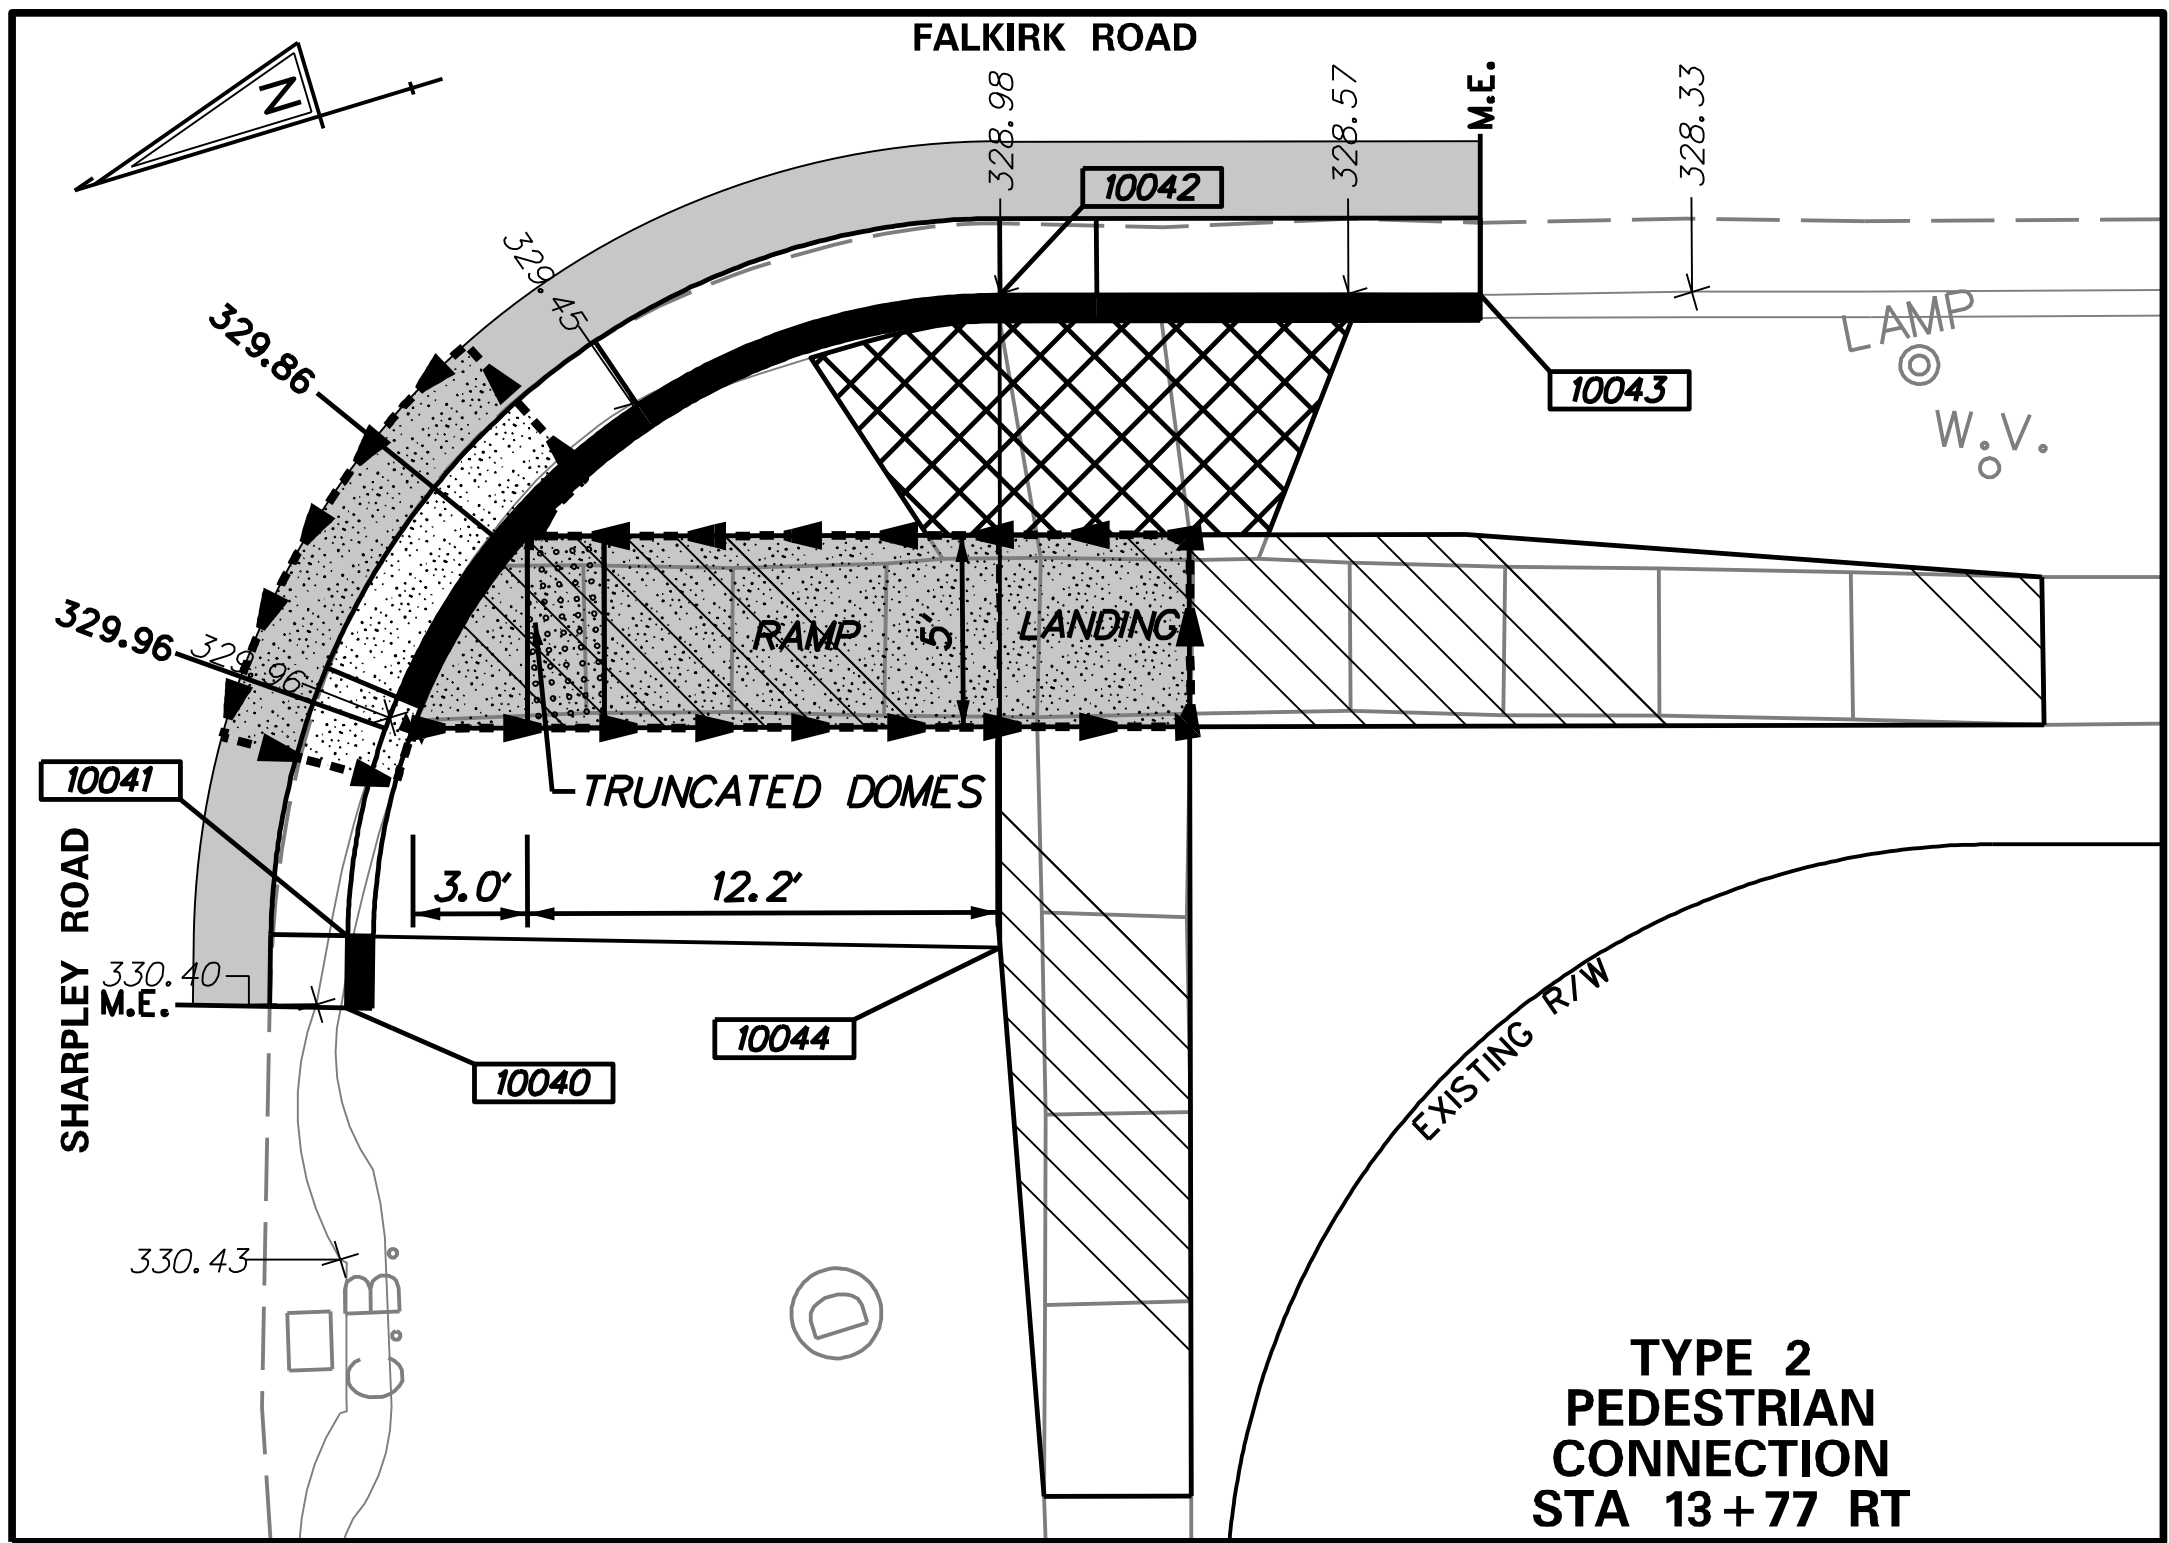 FALKIRK ROAD
N
328.98
328.57
M.E.
328.33
10042
329.45
329.86
LAMP
10043
W.V.
329.96
329.96
RAMP
5'
LANDING
10041
TRUNCATED DOMES
SHARPLEY ROAD
3.0'
12.2'
330.40
M.E.
10044
10040
EXISTING R/W
330.43
D
TYPE 2
PEDESTRIAN
CONNECTION
STA 13+77 RT